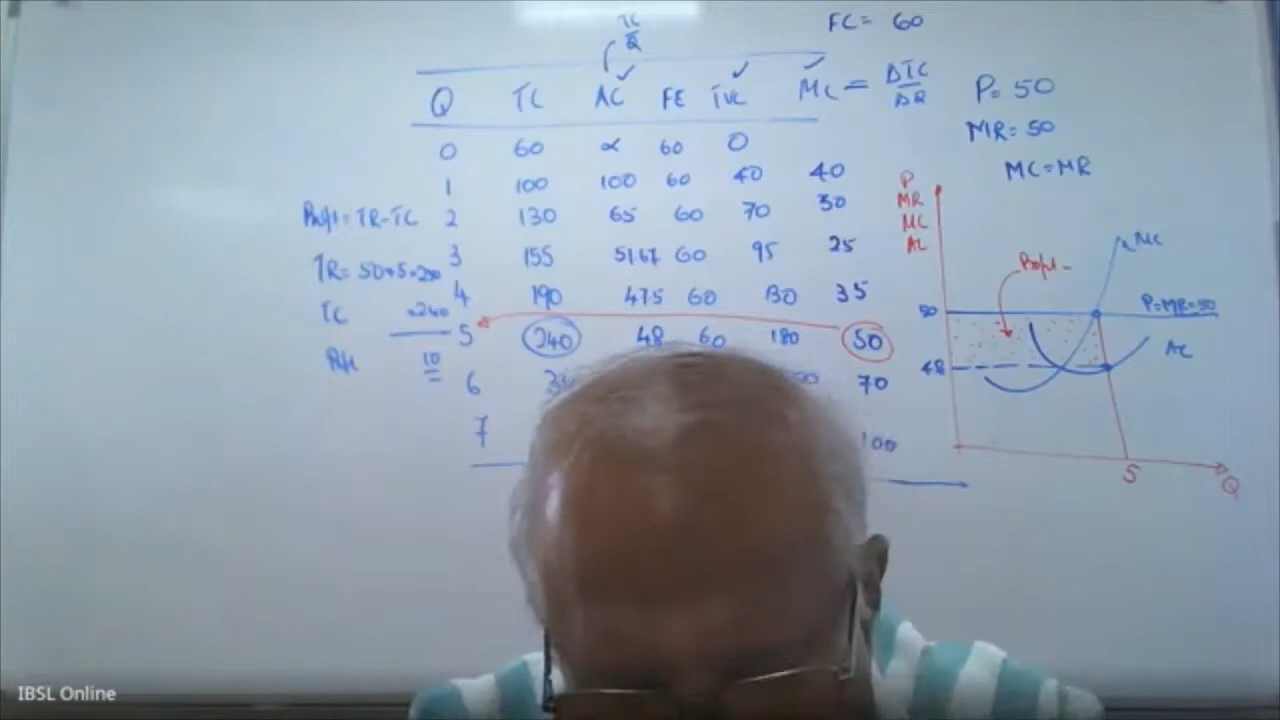 TC
Q
FC = 60
Q TC AC FE TVC MC = ΔTC
ΔQ
P = 50
MR = 50
MC = MR
0 60 ∝ 60 0
1 100 100 60 40 40
2 130 65 60 70 30
3 155 51.67 60 95 25
4 190 47.5 60 130 35
5 240 48 60 180 50
6 70
7 100
Profit = TR-TC
TR = 50×5=250
TC =240
10
P
MR
MC
AC
Profit
MC
50
P=MR=50
AC
48
5
Q
IBSL Online